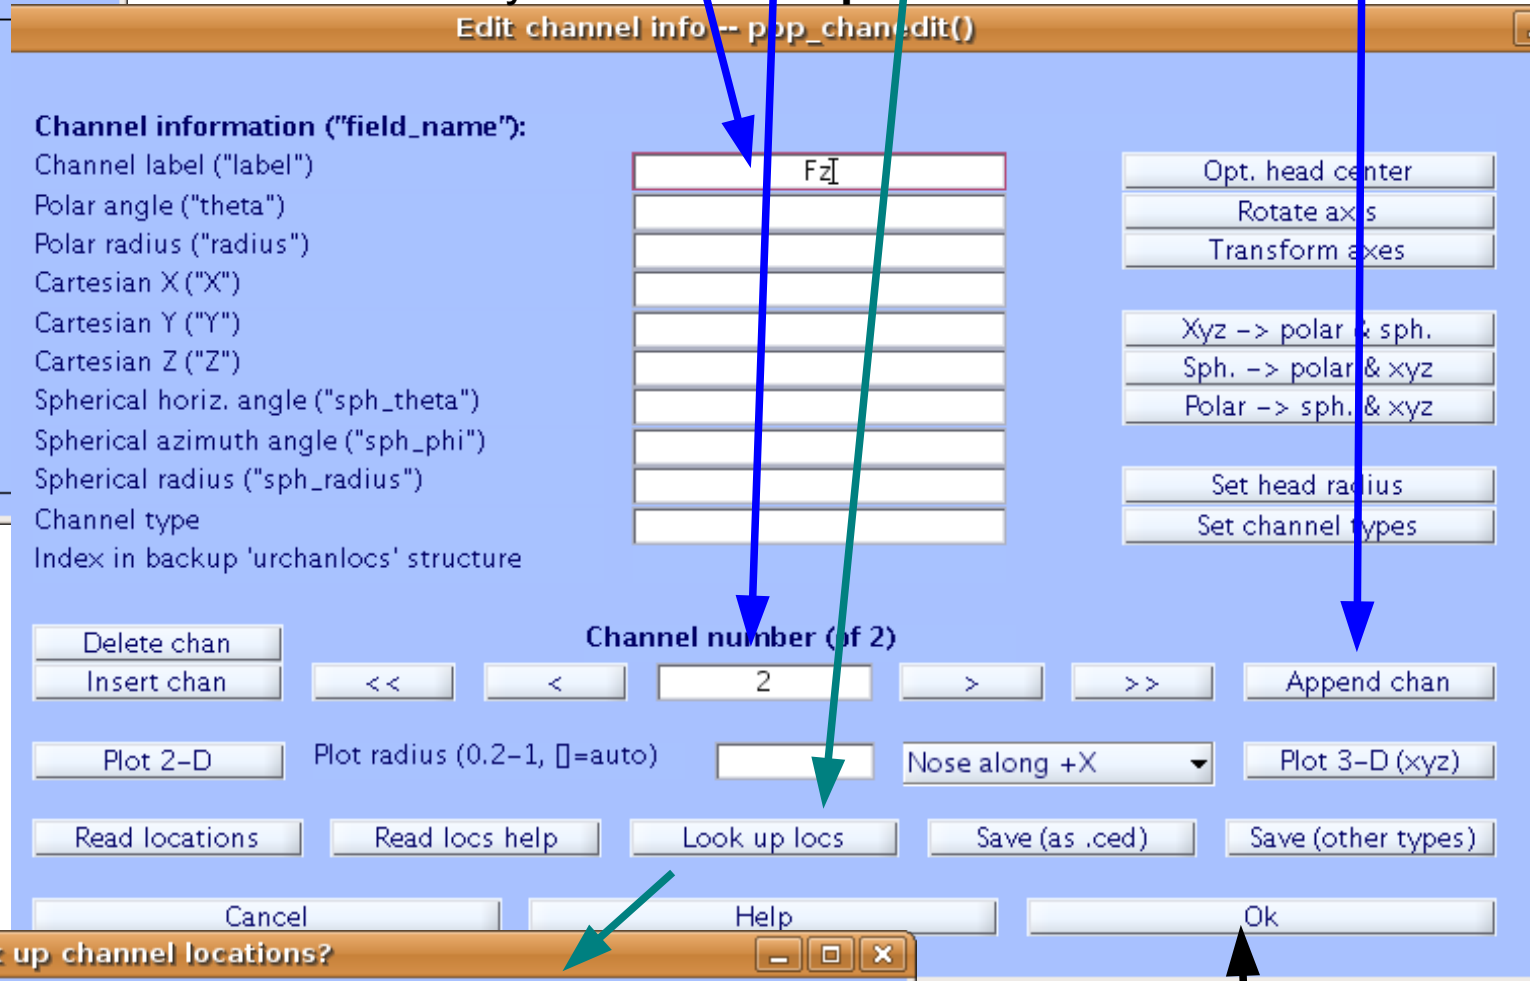 Edit channel info -- pop_chanedit()
Channel information ("field_name"):
Channel label ("label")
Fz
Opt. head center
Polar angle ("theta")
Rotate axis
Polar radius ("radius")
Transform axes
Cartesian X ("X")
Cartesian Y ("Y")
Xyz -> polar & sph.
Cartesian Z ("Z")
Sph. -> polar & xyz
Spherical horiz. angle ("sph_theta")
Polar -> sph. & xyz
Spherical azimuth angle ("sph_phi")
Spherical radius ("sph_radius")
Set head radius
Channel type
Set channel types
Index in backup 'urchanlocs' structure
Delete chan
Channel number (of 2)
Insert chan
<<
<
2
>
>>
Append chan
Plot 2-D
Plot radius (0.2-1, []=auto)
Nose along +X
Plot 3-D (xyz)
Read locations
Read locs help
Look up locs
Save (as .ced)
Save (other types)
Cancel
Help
Ok
up channel locations?